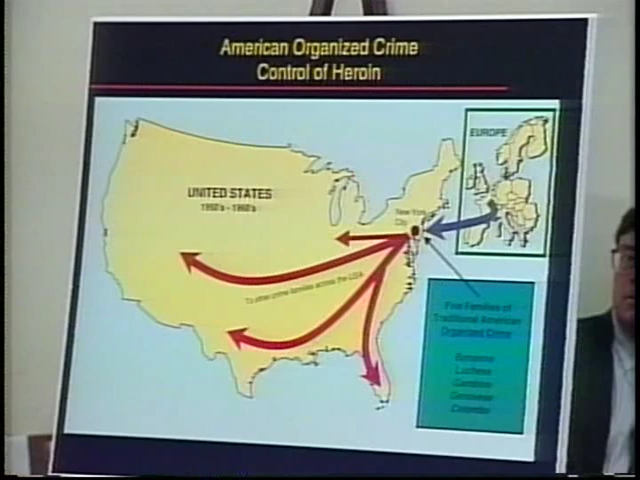 American Organized Crime
Control of Heroin
EUROPE
UNITED STATES
1950's - 1960's
New York
City
To other crime families across the USA
Five Families of
Traditional American
Organized Crime
Bonanno
Luchese
Gambino
Genovese
Colombo